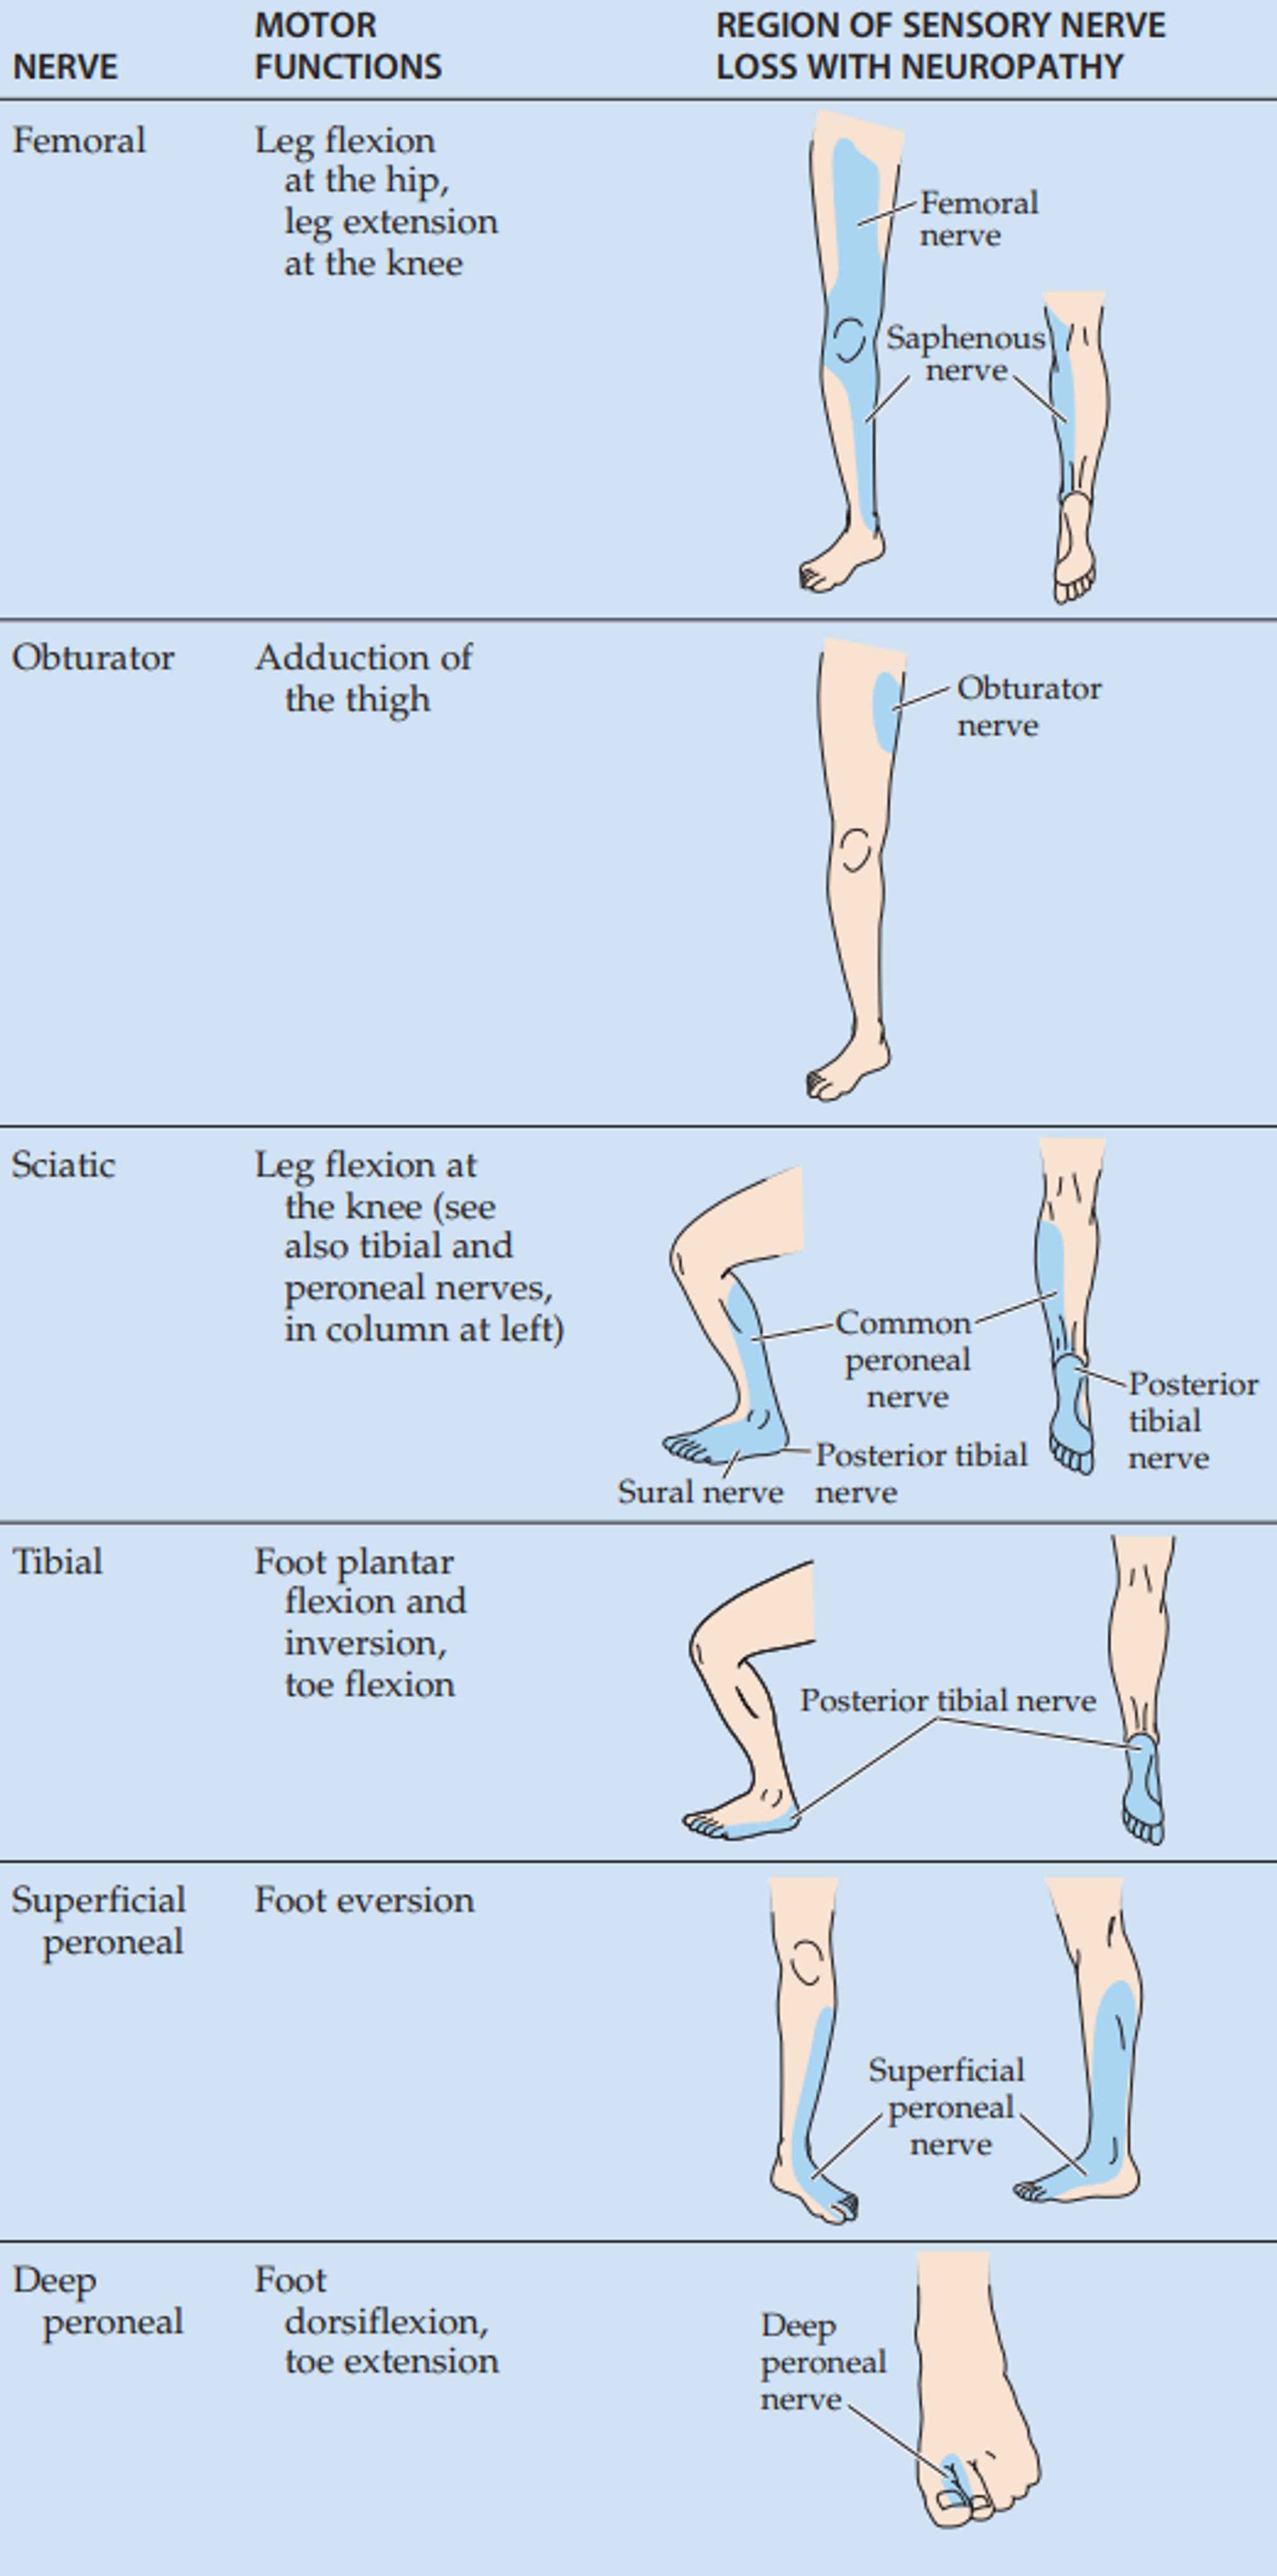 NERVE
MOTOR
FUNCTIONS
REGION OF SENSORY NERVE
LOSS WITH NEUROPATHY
Femoral
Leg flexion
at the hip,
leg extension
at the knee
Femoral
nerve
Saphenous
nerve
Obturator
Adduction of
the thigh
Obturator
nerve
Sciatic
Leg flexion at
the knee (see
also tibial and
peroneal nerves,
in column at left)
Common
peroneal
nerve
Posterior
tibial
nerve
Posterior tibial
nerve
Sural nerve
Tibial
Foot plantar
flexion and
inversion,
toe flexion
Posterior tibial nerve
Superficial
peroneal
Foot eversion
Superficial
peroneal
nerve
Deep
peroneal
Foot
dorsiflexion,
toe extension
Deep
peroneal
nerve